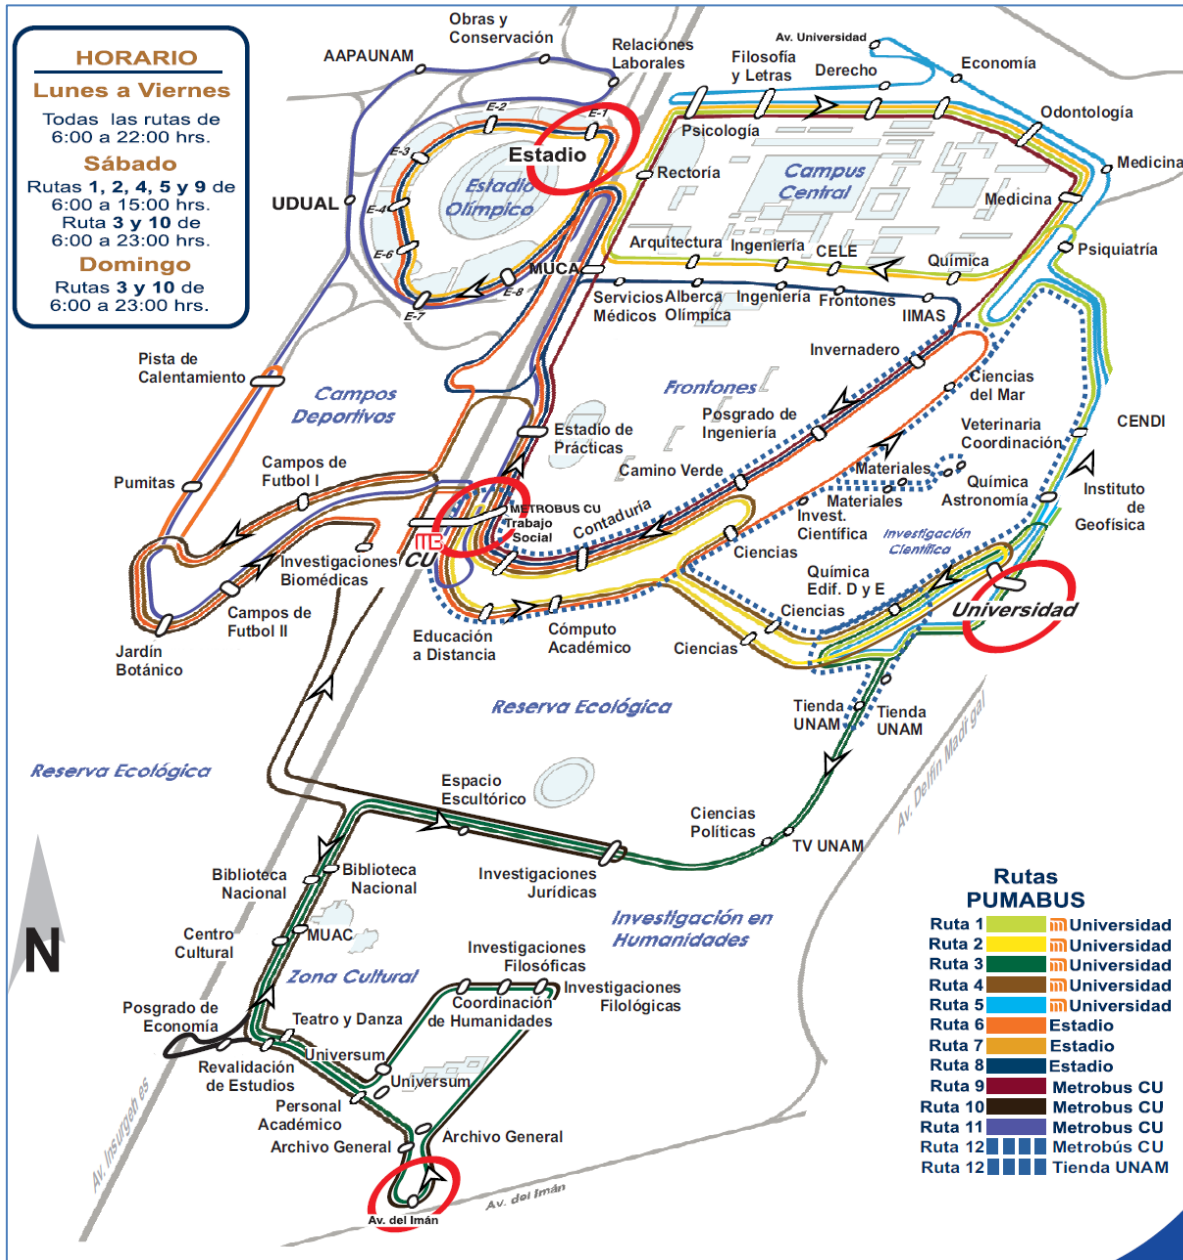 HORARIO
Lunes a Viernes
Todas las rutas de
6:00 a 22:00 hrs.
Sábado
Rutas 1, 2, 4, 5 y 9 de
6:00 a 15:00 hrs.
Ruta 3 y 10 de
6:00 a 23:00 hrs.
Domingo
Rutas 3 y 10 de
6:00 a 23:00 hrs.
Obras y
Conservación
AAPAUNAM
Relaciones
Laborales
Av. Universidad
Filosofía
y Letras
Derecho
Economía
Odontología
Psicología
Medicina
Rectoría
Campus
Central
Medicina
E-1
E-2
E-3
E-4
E-6
E-7
E-8
Estadio
Estadio
Olímpico
UDUAL
MUCA
Arquitectura
Ingeniería
CELE
Química
Psiquiatría
Servicios
Médicos
Alberca
Olímpica
Ingeniería
Frontones
IIMAS
Pista de
Calentamiento
Campos
Deportivos
Frontones
Invernadero
Ciencias
del Mar
Estadio de
Prácticas
Posgrado de
Ingeniería
Veterinaria
Coordinación
CENDI
Pumitas
Campos de
Futbol I
Camino Verde
Materiales
Materiales
Química
Astronomía
Instituto
de
Geofísica
METROBUS CU
Trabajo
Social
CU
Contaduría
Invest.
Científica
Investigación
Científica
Ciencias
Investigaciones
Biomédicas
Campos de
Futbol II
Química
Edif. D y E
Universidad
Jardín
Botánico
Educación
a Distancia
Cómputo
Académico
Ciencias
Ciencias
Reserva Ecológica
Tienda
UNAM
Tienda
UNAM
Av. Delfín Madrigal
Reserva Ecológica
Espacio
Escultórico
Ciencias
Políticas
TV UNAM
Biblioteca
Nacional
Biblioteca
Nacional
Investigaciones
Jurídicas
Centro
Cultural
MUAC
Investigación en
Humanidades
Zona Cultural
Investigaciones
Filosóficas
Investigaciones
Filológicas
Coordinación
de Humanidades
Posgrado de
Economía
Teatro y Danza
Revalidación
de Estudios
Universum
Universum
Personal
Académico
Archivo General
Archivo General
Av. del Imán
Av. del Imán
Av. Insurgentes
N
Rutas
PUMABUS
Ruta 1 Universidad
Ruta 2 Universidad
Ruta 3 Universidad
Ruta 4 Universidad
Ruta 5 Universidad
Ruta 6 Estadio
Ruta 7 Estadio
Ruta 8 Estadio
Ruta 9 Metrobus CU
Ruta 10 Metrobus CU
Ruta 11 Metrobus CU
Ruta 12 Metrobús CU
Ruta 12 Tienda UNAM